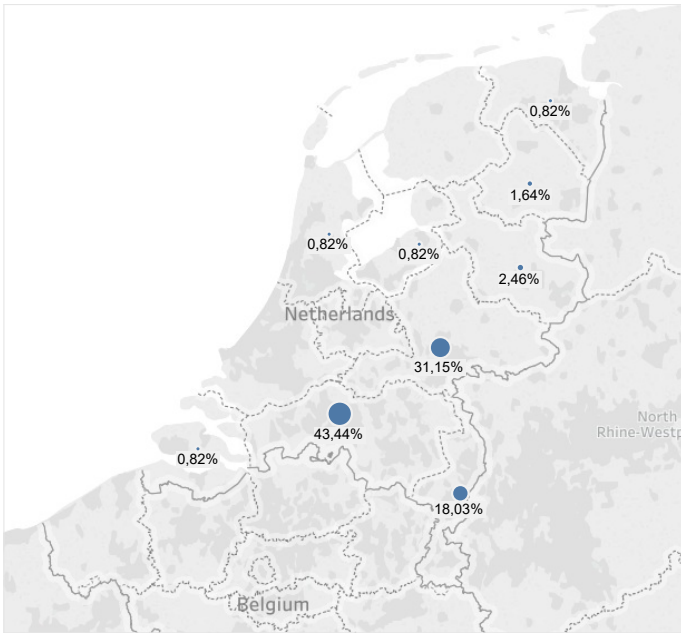 0,82%
1,64%
0,82%
0,82%
2,46%
Netherlands
31,15%
43,44%
North
Rhine-Westp
0,82%
18,03%
Belgium